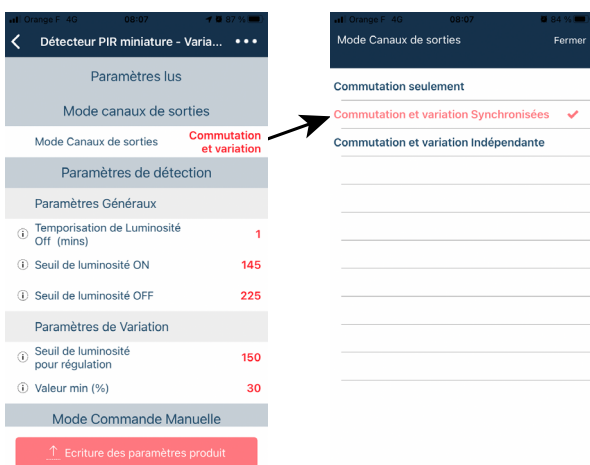 Orange F 4G 08:07 87 %
Détecteur PIR miniature - Varia... •••
Paramètres lus
Mode canaux de sorties
Mode Canaux de sorties Commutation
et variation
Paramètres de détection
Paramètres Généraux
Temporisation de Luminosité
Off (mins) 1
Seuil de luminosité ON 145
Seuil de luminosité OFF 225
Paramètres de Variation
Seuil de luminosité
pour régulation 150
Valeur min (%) 30
Mode Commande Manuelle
Ecriture des paramètres produit
Orange F 4G 08:07 84 %
Mode Canaux de sorties Fermer
Commutation seulement
Commutation et variation Synchronisées
Commutation et variation Indépendante